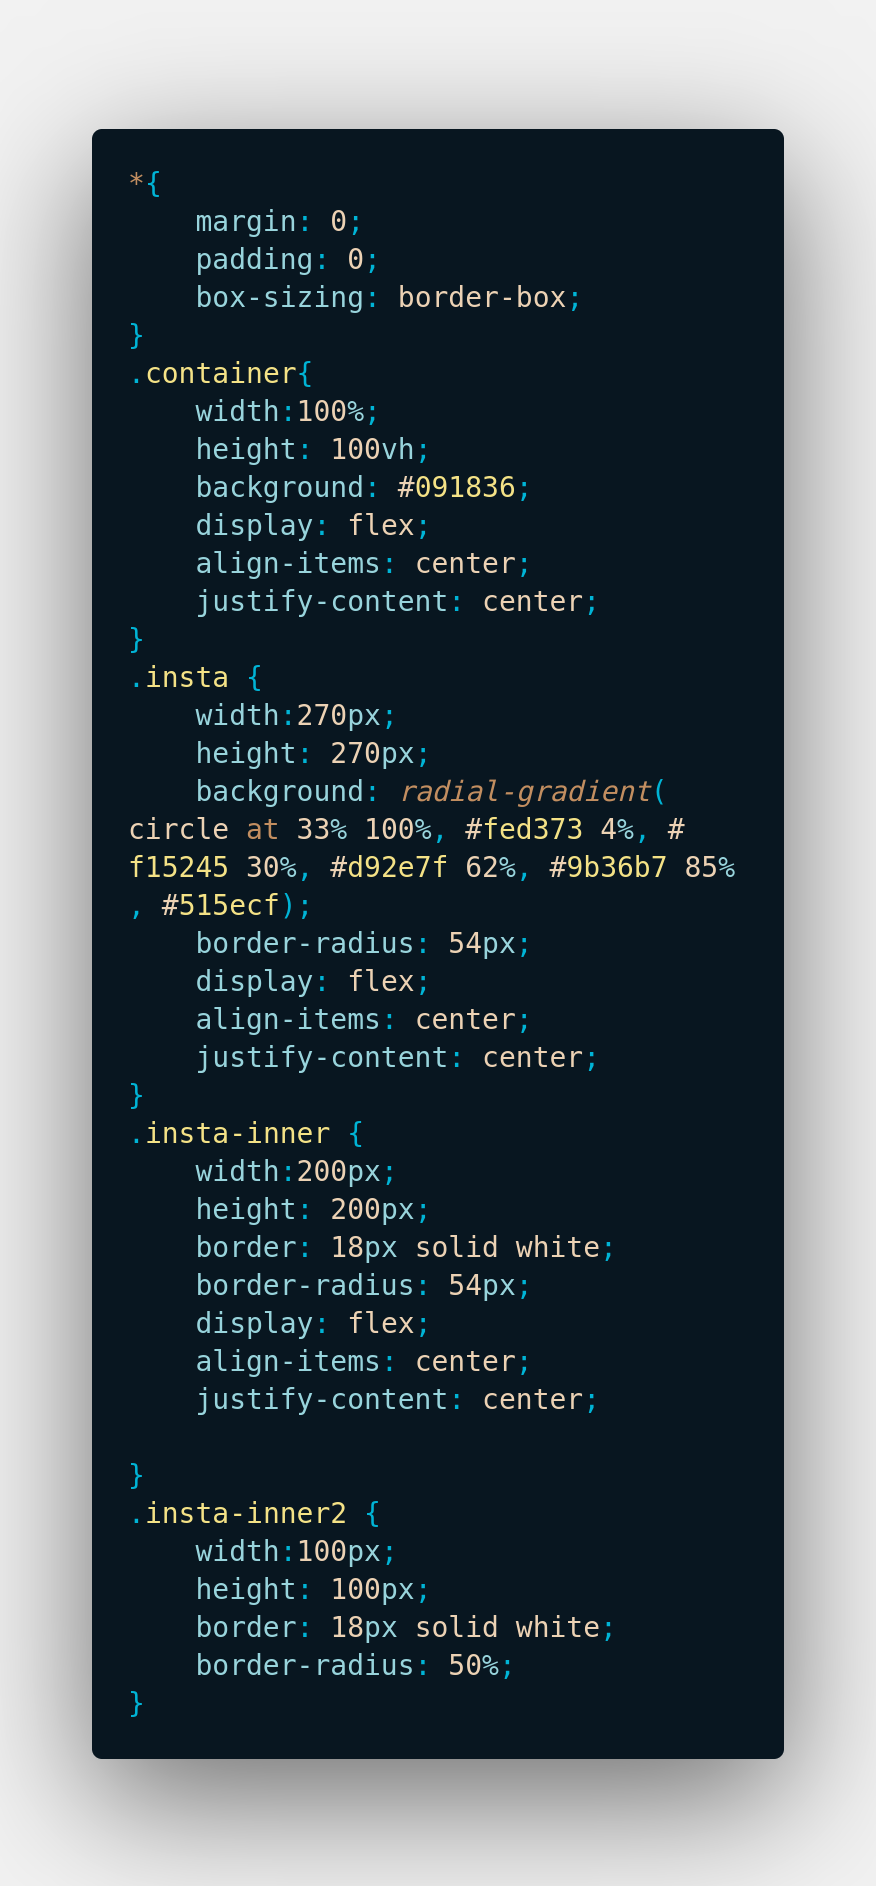 *{
    margin: 0;
    padding: 0;
    box-sizing: border-box;
}
.container{
    width:100%;
    height: 100vh;
    background: #091836;
    display: flex;
    align-items: center;
    justify-content: center;
}
.insta {
    width:270px;
    height: 270px;
    background: radial-gradient(
circle at 33% 100%, #fed373 4%, #
f15245 30%, #d92e7f 62%, #9b36b7 85%
, #515ecf);
    border-radius: 54px;
    display: flex;
    align-items: center;
    justify-content: center;
}
.insta-inner {
    width:200px;
    height: 200px;
    border: 18px solid white;
    border-radius: 54px;
    display: flex;
    align-items: center;
    justify-content: center;

}
.insta-inner2 {
    width:100px;
    height: 100px;
    border: 18px solid white;
    border-radius: 50%;
}